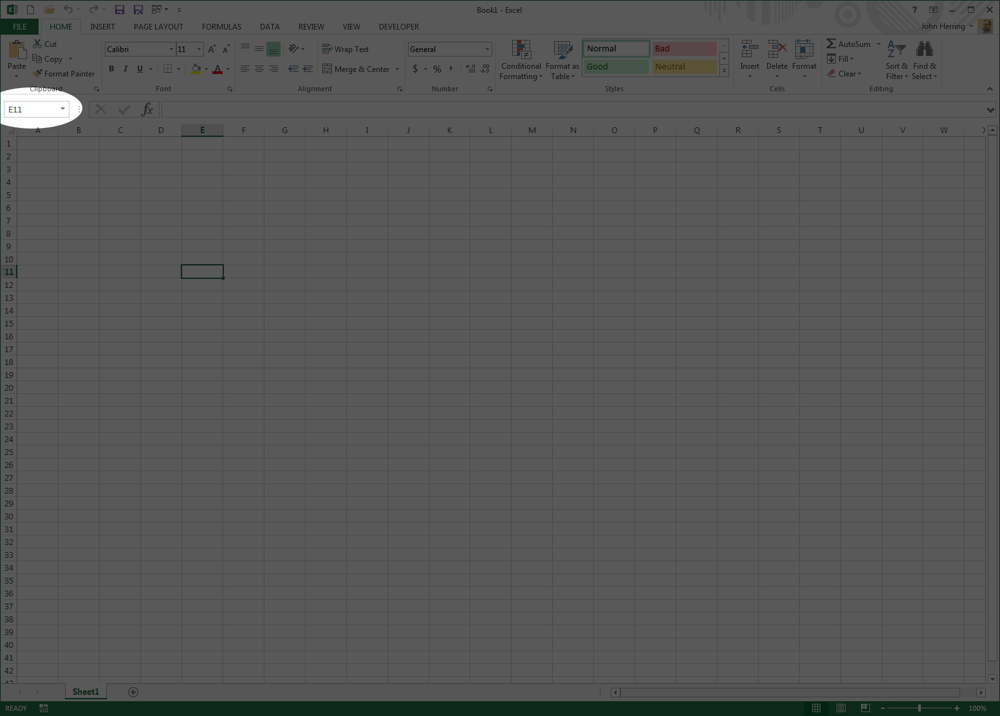 Book1 - Excel
?
FILE HOME INSERT PAGE LAYOUT FORMULAS DATA REVIEW VIEW DEVELOPER John Herring
Paste Cut Copy Format Painter
Clipboard
Calibri 11 A A
B I U A
Font
Wrap Text
Merge & Center
Alignment
General
$ % , .0 .00 .00 .0
Number
Conditional Formatting Format as Table
Normal Bad
Good Neutral
Styles
Insert Delete Format
Cells
AutoSum
Fill
Clear
Sort & Filter Find & Select
Editing
E11 fx
A B C D E F G H I J K L M N O P Q R S T U V W X
1
2
3
4
5
6
7
8
9
10
11
12
13
14
15
16
17
18
19
20
21
22
23
24
25
26
27
28
29
30
31
32
33
34
35
36
37
38
39
40
41
42
43
Sheet1
READY 100%